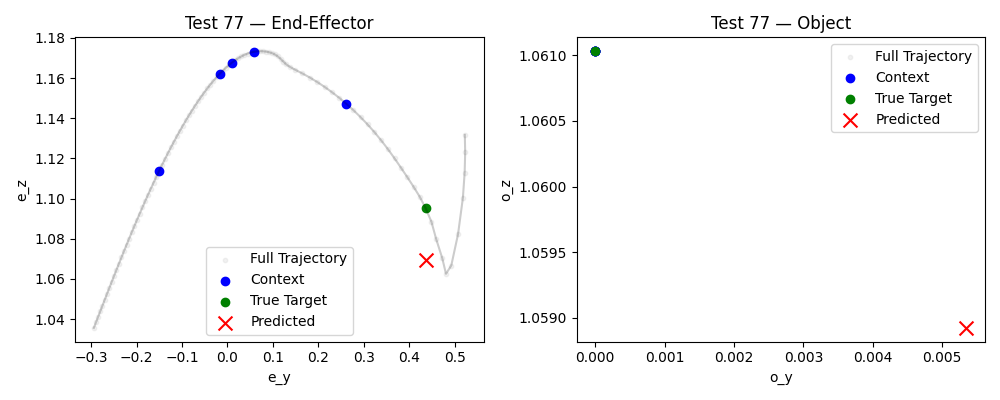 Test 77 — End-Effector
e_z
1.18
1.16
1.14
1.12
1.10
1.08
1.06
1.04
Full Trajectory
Context
True Target
Predicted
−0.3 −0.2 −0.1 0.0 0.1 0.2 0.3 0.4 0.5
e_y
Test 77 — Object
o_z
1.0610
1.0605
1.0600
1.0595
1.0590
Full Trajectory
Context
True Target
Predicted
0.000 0.001 0.002 0.003 0.004 0.005
o_y